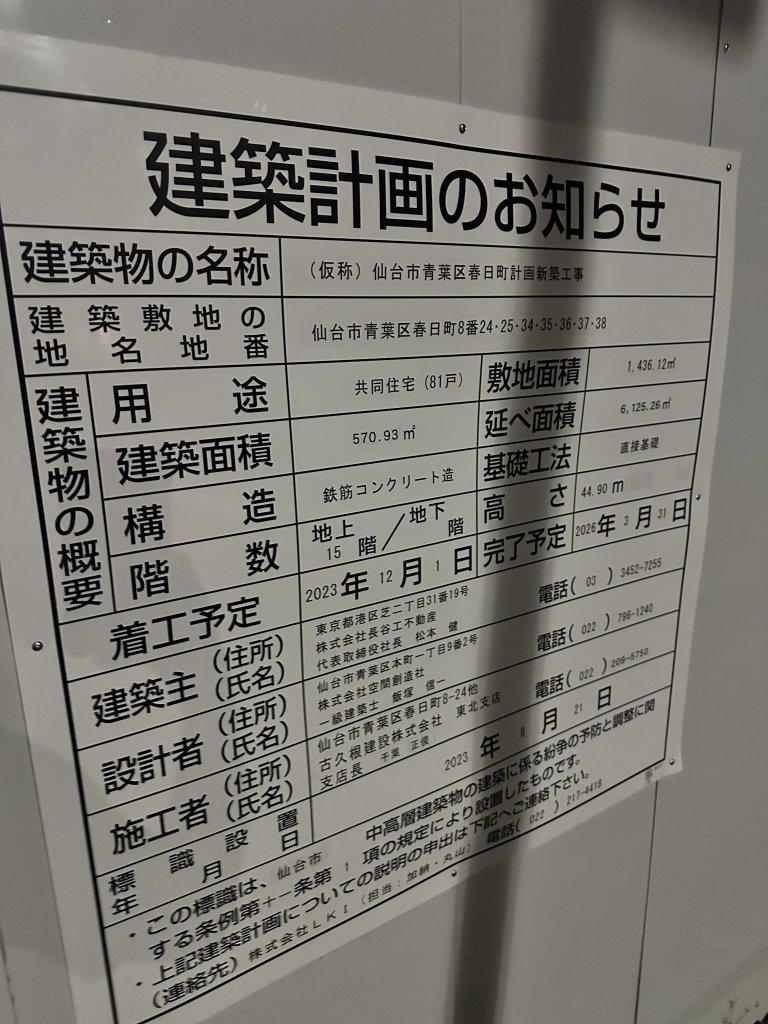 建築計画のお知らせ
建築物の名称 (仮称)仙台市青葉区春日町計画新築工事
建築敷地の地名地番 仙台市青葉区春日町8番24・25・34・35・36・37・38
建築物の概要
用途 共同住宅(81戸) 敷地面積 1,436.12㎡
建築面積 570.93㎡ 延べ面積 6,125.26㎡
構造 鉄筋コンクリート造 基礎工法 直接基礎
階数 地上15階/地下 階 高さ 44.90m
着工予定 2023年12月1日 完了予定 2026年3月31日
建築主(住所)(氏名)
東京都港区芝二丁目31番19号
株式会社長谷工不動産 電話(03)3452-7255
代表取締役社長 松本 健
設計者(住所)(氏名)
仙台市青葉区本町一丁目9番2号
株式会社空間創造社 電話(022)796-1240
一級建築士 飯塚 信一
施工者(住所)(氏名)
仙台市青葉区春日町8-24他
古久根建設株式会社 東北支店 電話(022)209-5750
支店長 千葉 正俊
標識設置年月日 2023年8月21日
・この標識は、仙台市 中高層建築物の建築に係る紛争の予防と調整に関
する条例第十一条第1項の規定により設置したものです。
・上記建築計画についての説明の申出は下記へご連絡下さい。
(連絡先)株式会社LKI(担当:加納・丸山) 電話(022)217-4418